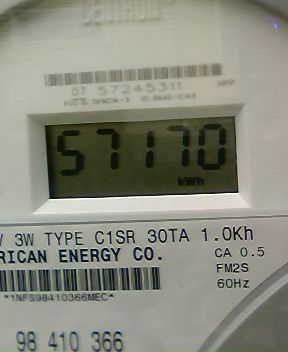 07 57245311
57170
kWh
V 3W TYPE C1SR 30TA 1.0Kh
RICAN ENERGY CO.
CA 0.5
FM2S
60Hz
*1NFS98410366MEC*
98 410 366